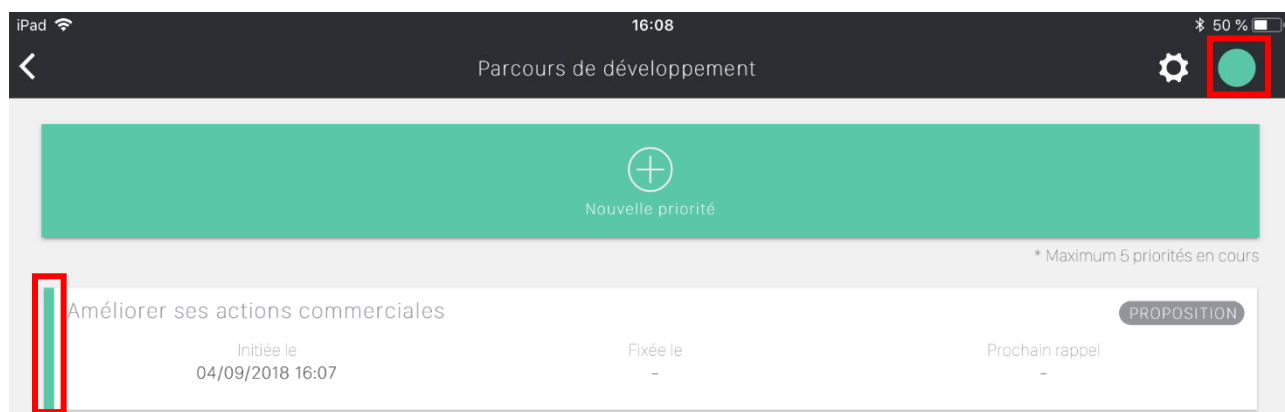 iPad 16:08 50 %
Parcours de développement
Nouvelle priorité
* Maximum 5 priorités en cours
Améliorer ses actions commerciales PROPOSITION
Initiée le Fixée le Prochain rappel
04/09/2018 16:07 - -